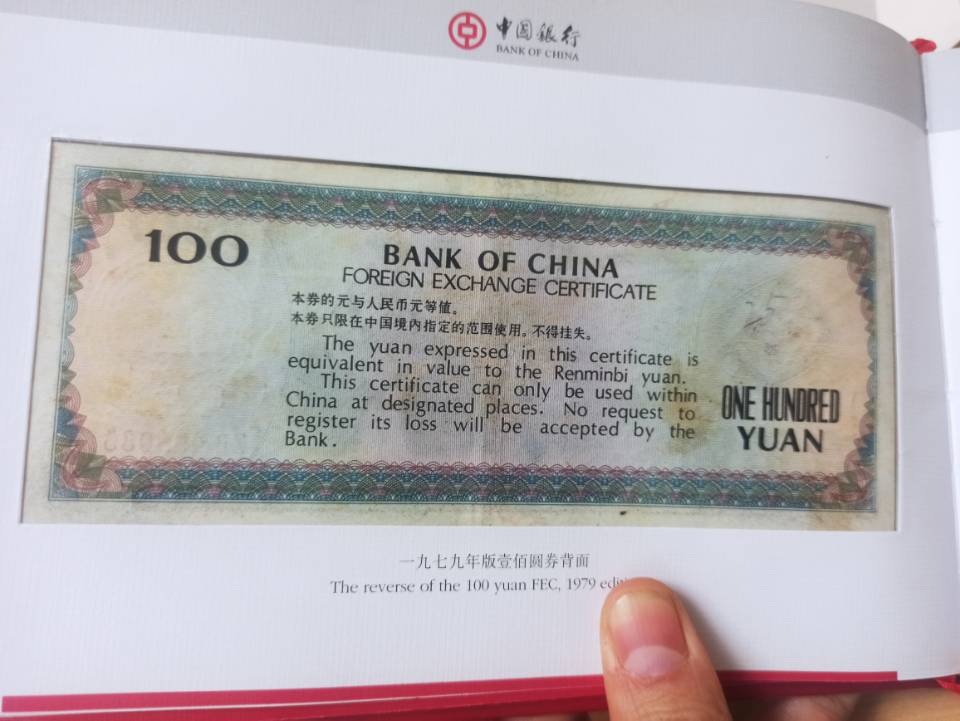 中国銀行
BANK OF CHINA
100
BANK OF CHINA
FOREIGN EXCHANGE CERTIFICATE
本券的元与人民币元等值。
本券只限在中国境内指定的范围使用。不得挂失。
The yuan expressed in this certificate is
equivalent in value to the Renminbi yuan.
This certificate can only be used within
China at designated places. No request to
register its loss will be accepted by the
Bank.
ONE HUNDRED
YUAN
一九七九年版壹佰圆券背面
The reverse of the 100 yuan FEC, 1979